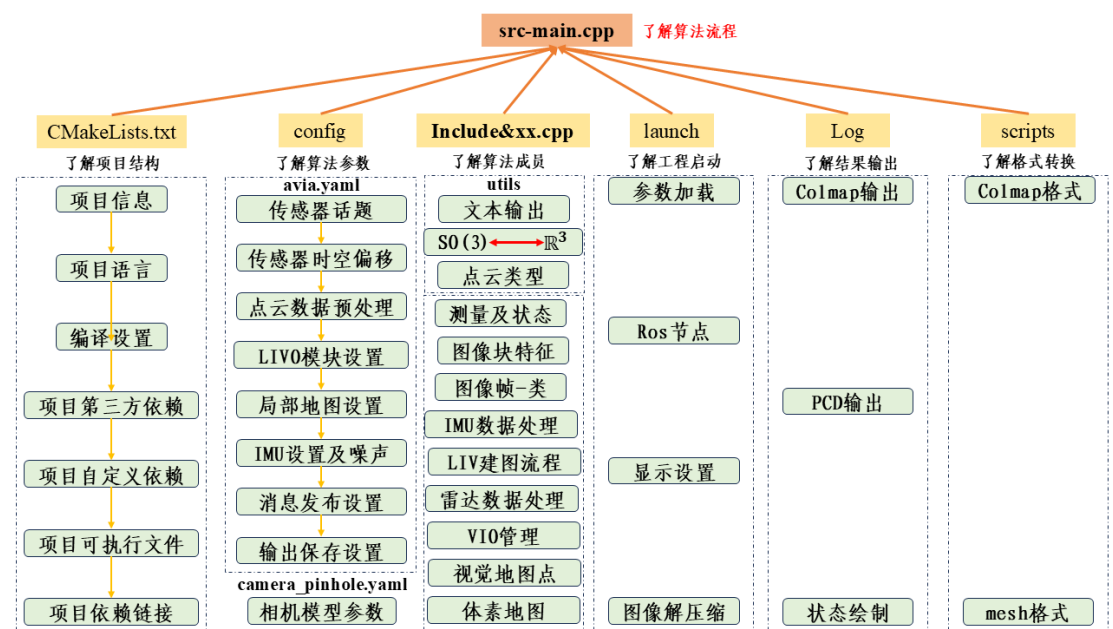 src-main.cpp 了解算法流程
CMakeLists.txt
了解项目结构
项目信息
项目语言
编译设置
项目第三方依赖
项目自定义依赖
项目可执行文件
项目依赖链接
config
了解算法参数
avia.yaml
传感器话题
传感器时空偏移
点云数据预处理
LIVO模块设置
局部地图设置
IMU设置及噪声
消息发布设置
输出保存设置
camera_pinhole.yaml
相机模型参数
Include&xx.cpp
了解算法成员
utils
文本输出
SO(3) ℝ³
点云类型
测量及状态
图像块特征
图像帧-类
IMU数据处理
LIV建图流程
雷达数据处理
VIO管理
视觉地图点
体素地图
launch
了解工程启动
参数加载
Ros节点
显示设置
图像解压缩
Log
了解结果输出
Colmap输出
PCD输出
状态绘制
scripts
了解格式转换
Colmap格式
mesh格式